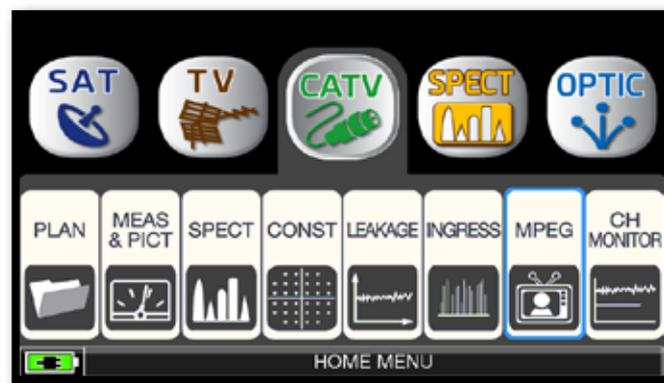 SAT TV CATV SPECT OPTIC
PLAN MEAS & PICT SPECT CONST LEAKAGE INGRESS MPEG CH MONITOR
HOME MENU